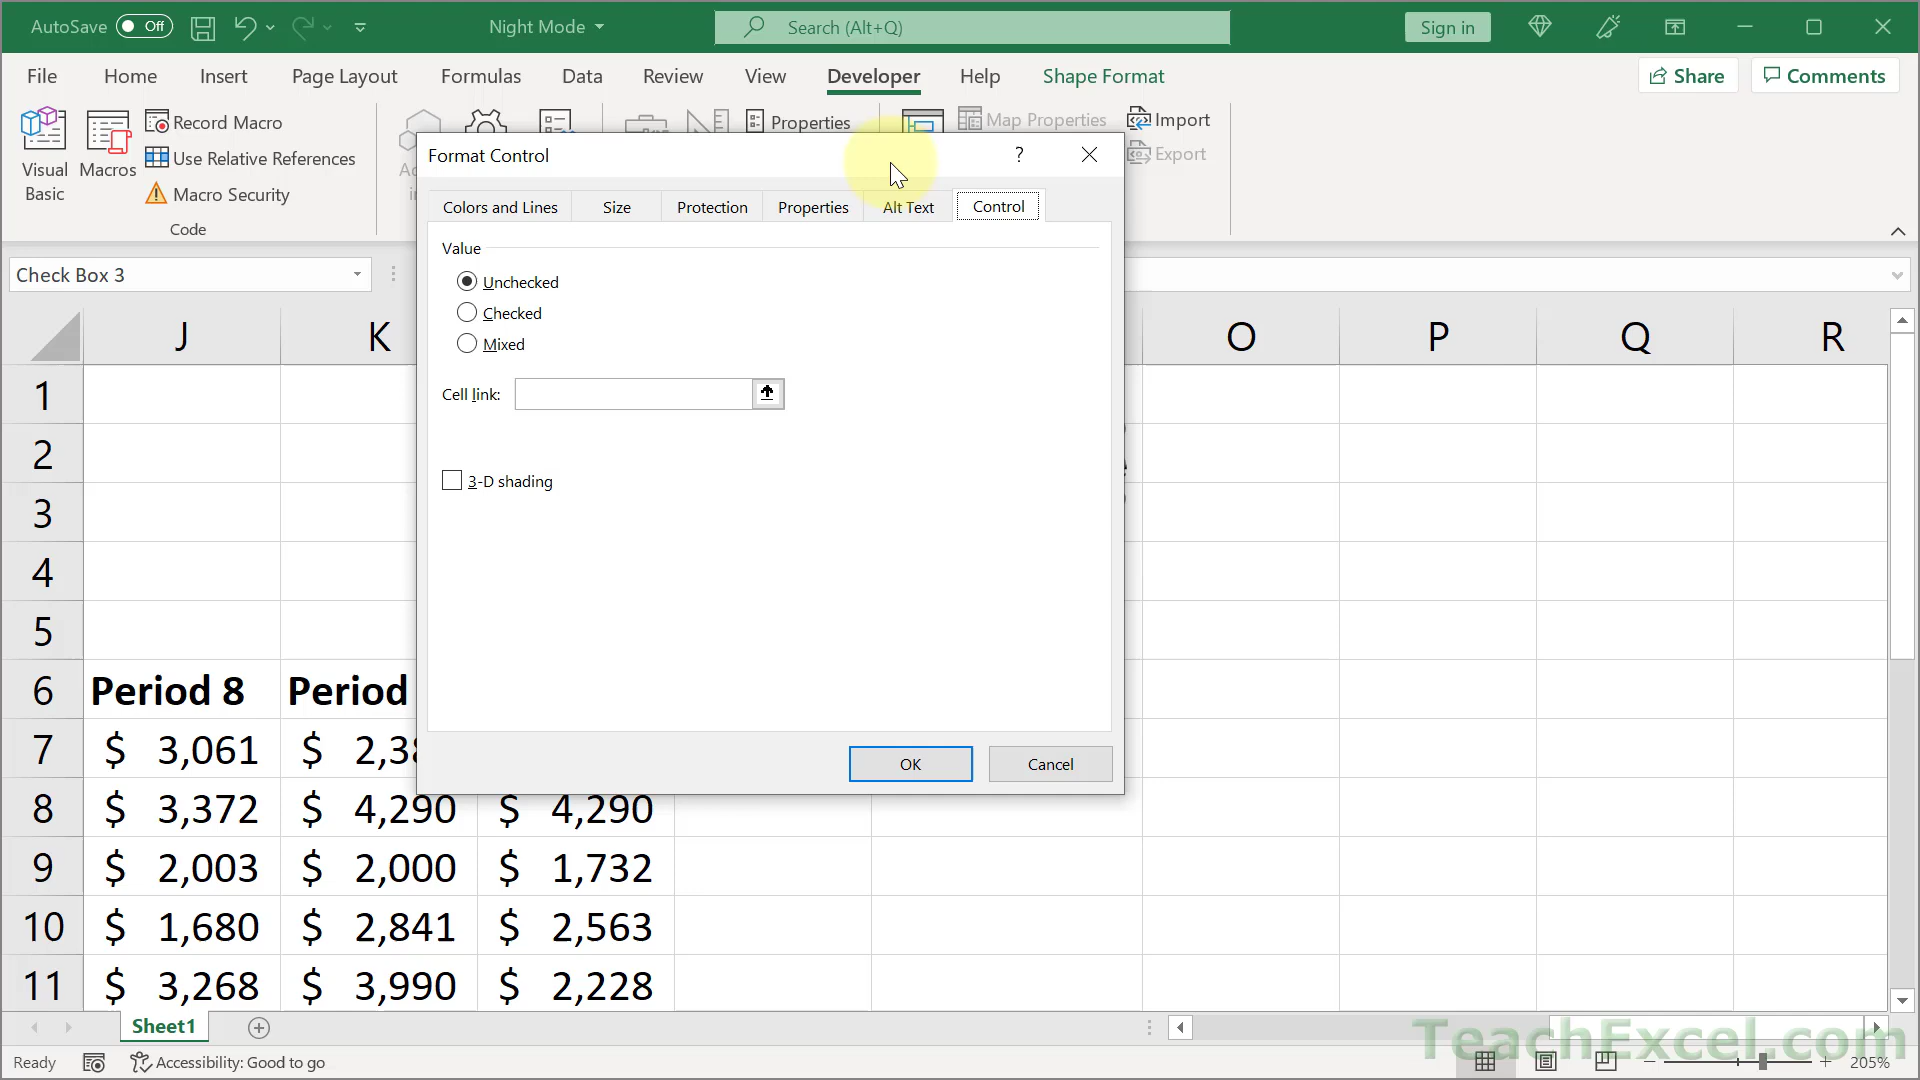 AutoSave Off Night Mode Search (Alt+Q) Sign in
File Home Insert Page Layout Formulas Data Review View Developer Help Shape Format Share Comments
Visual Basic
Macros
Record Macro
Use Relative References
Macro Security
Code
Properties
Map Properties
Import
Export
Format Control ?
Colors and Lines Size Protection Properties Alt Text Control
Value
Unchecked
Checked
Mixed
Cell link:
3-D shading
OK Cancel
Check Box 3
J K O P Q R
1
2
3
4
5
6 Period 8 Period
7 $ 3,061 $
8 $ 3,372 $ 4,290 $ 4,290
9 $ 2,003 $ 2,000 $ 1,732
10 $ 1,680 $ 2,841 $ 2,563
11 $ 3,268 $ 3,990 $ 2,228
Sheet1
TeachExcel.com
Ready Accessibility: Good to go 205%